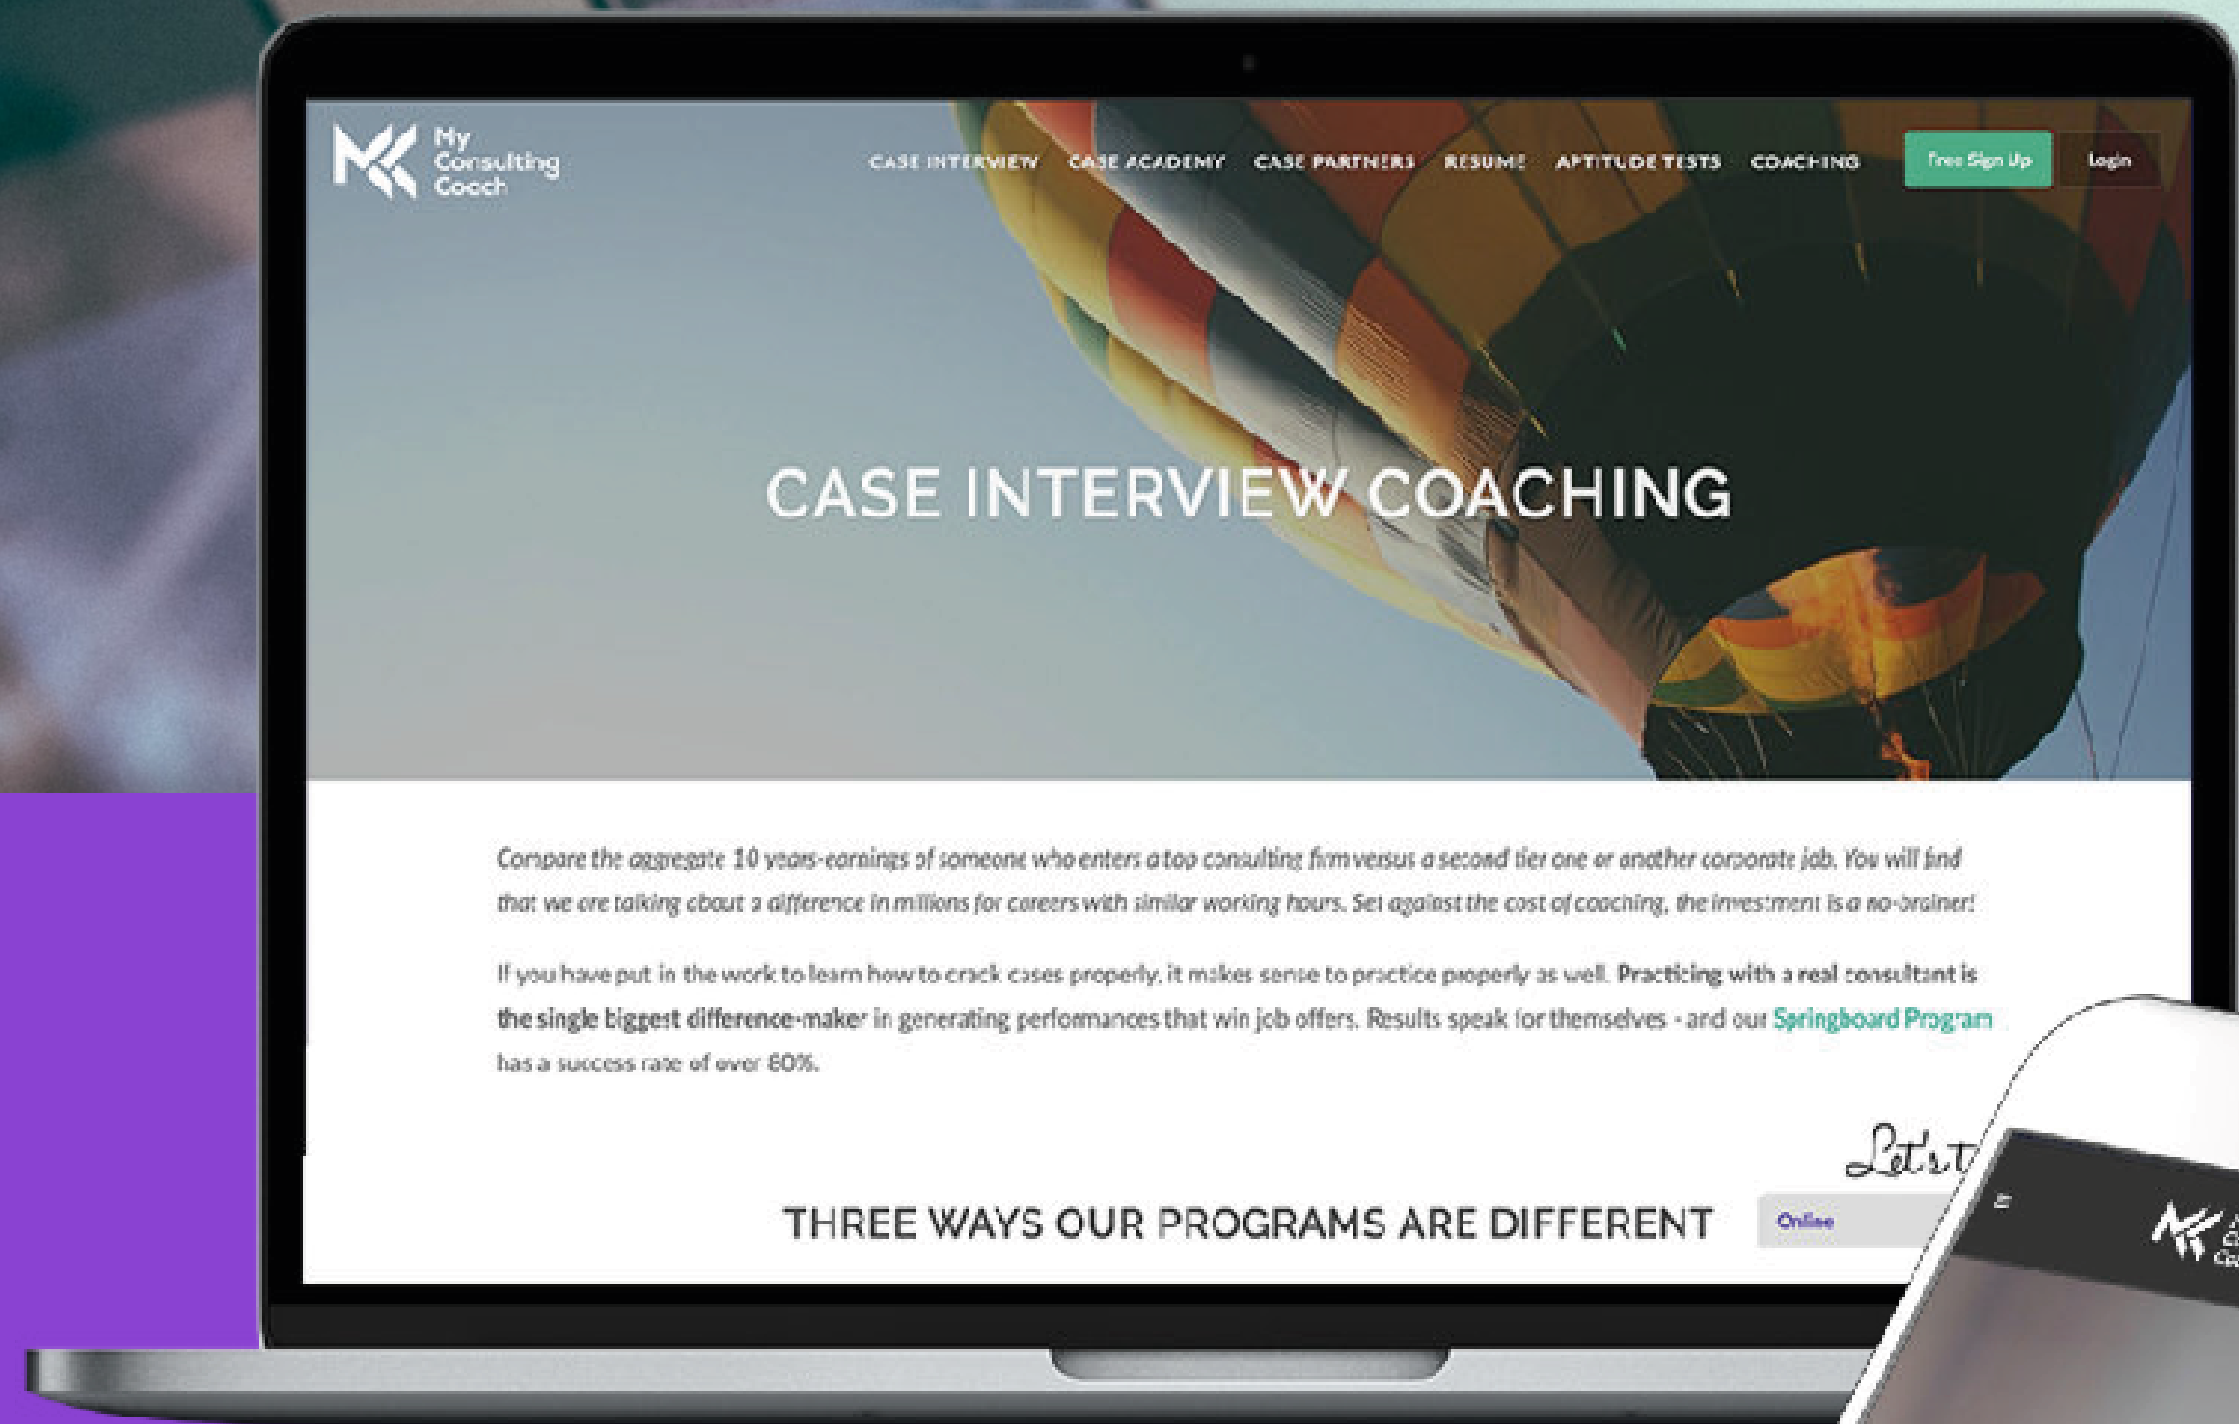 My
Consulting
Coach
CASE INTERVIEW CASE ACADEMY CASE PARTNERS RESUME APTITUDE TESTS COACHING Free Sign Up Login
CASE INTERVIEW COACHING
Compare the aggregate 10 years-earnings of someone who enters a top consulting firm versus a second tier one or another corporate job. You will find
that we are talking about a difference in millions for careers with similar working hours. Set against the cost of coaching, the investment is a no-brainer!
If you have put in the work to learn how to crack cases properly, it makes sense to practice properly as well. Practicing with a real consultant is
the single biggest difference-maker in generating performances that win job offers. Results speak for themselves - and our Springboard Program
has a success rate of over
Let's t
THREE WAYS OUR PROGRAMS ARE DIFFERENT
Online